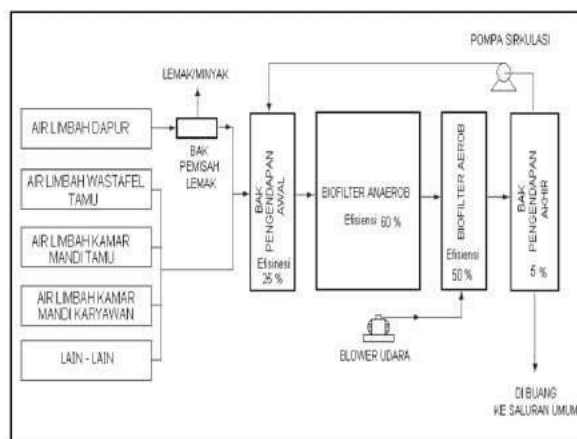 POMPA SIRKULASI
LEMAK/MINYAK
AIR LIMBAH DAPUR
BAK
PEMISAH
LEMAK
AIR LIMBAH WASTAFEL
TAMU
AIR LIMBAH KAMAR
MANDI TAMU
AIR LIMBAH KAMAR
MANDI KARYAWAN
LAIN - LAIN
BAK
PENGENDAPAN
AWAL
Efisinesi
25 %
BIOFILTER ANAEROB
Efisiensi 60 %
BIOFILTER AEROB
Efisiensi
50 %
BAK
PENGENDAPAN
AKHIR
5 %
BLOWER UDARA
DI BUANG
KE SALURAN UMUM